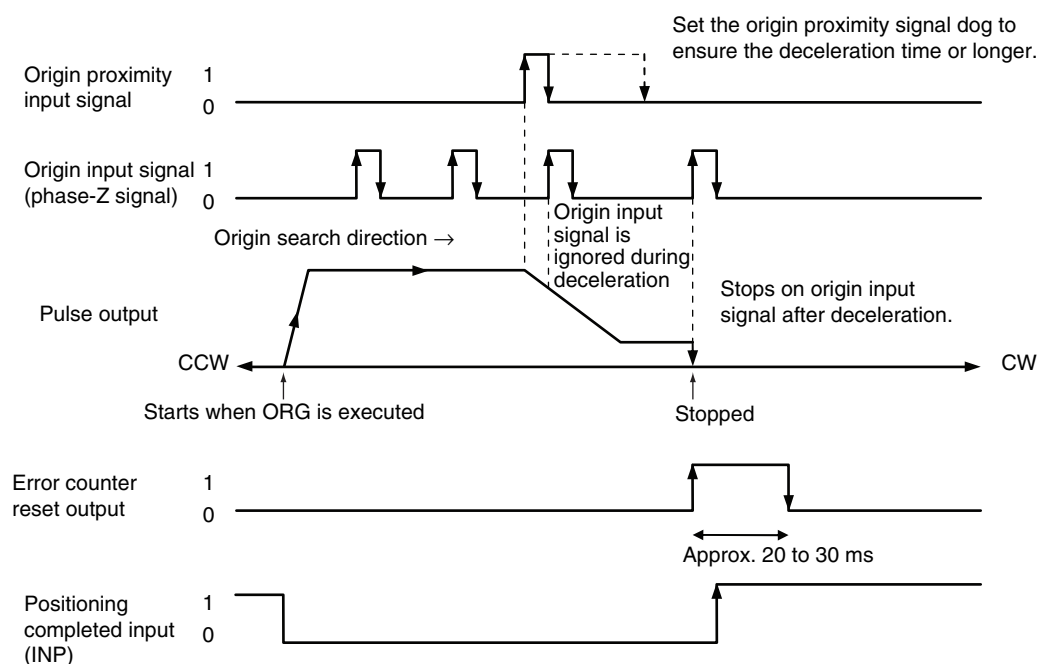 Set the origin proximity signal dog to
ensure the deceleration time or longer.
Origin proximity
input signal
1
0
Origin input signal
(phase-Z signal)
1
0
Origin search direction →
Origin input
signal is
ignored during
deceleration
Pulse output
Stops on origin input
signal after deceleration.
CCW
CW
Starts when ORG is executed
Stopped
Error counter
reset output
1
0
Approx. 20 to 30 ms
Positioning
completed input
(INP)
1
0